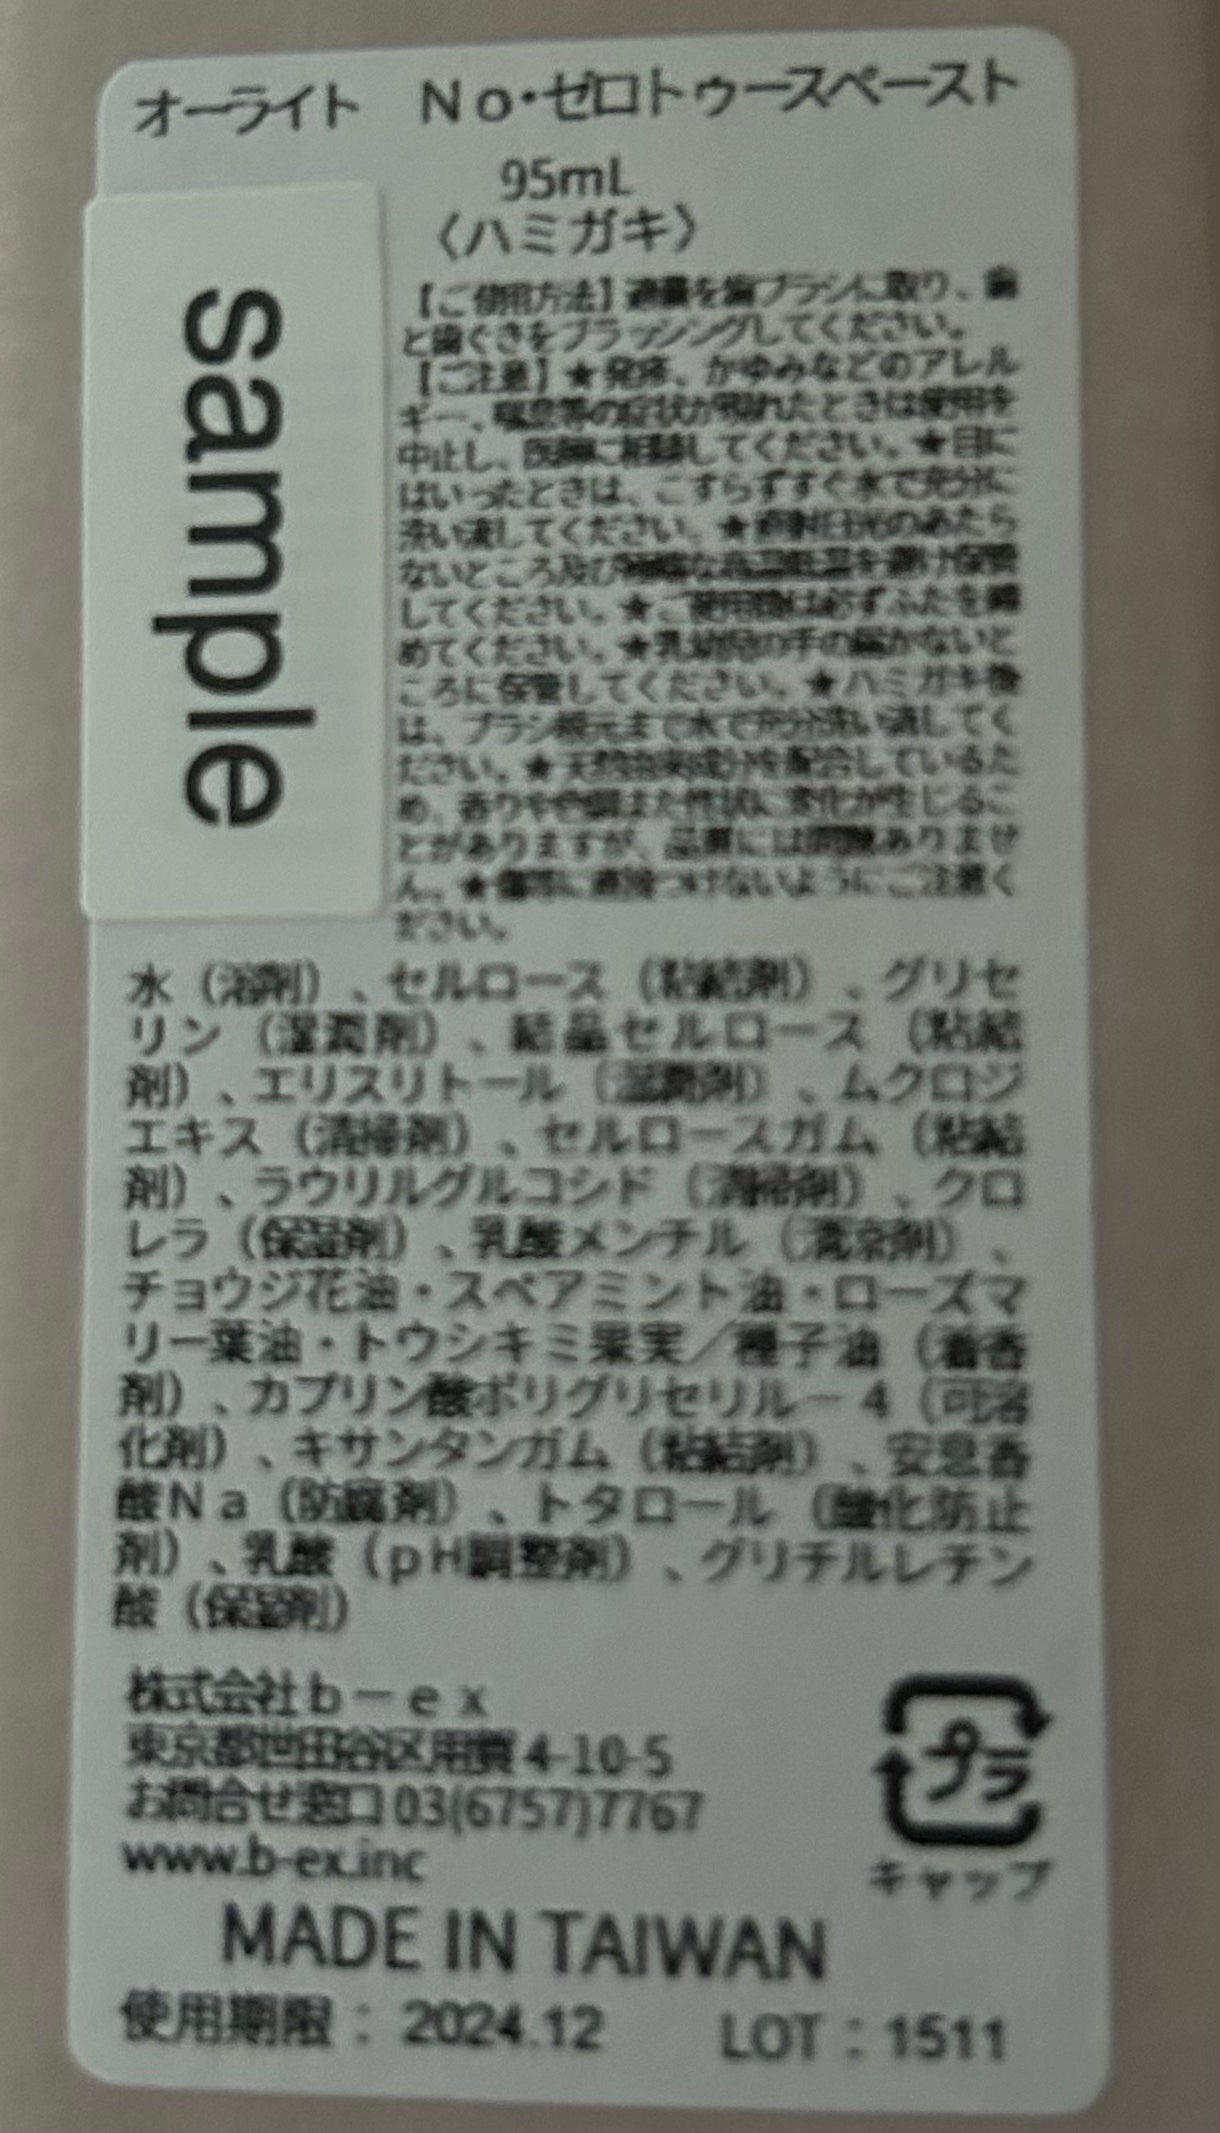 オーライト　No・ゼロトゥースペースト
95mL
〈ハミガキ〉
sample
【ご使用方法】適量を歯ブラシに取り、歯
と歯ぐきをブラッシングしてください。
【ご注意】★発疹、かゆみなどのアレル
ギー、喘息等の症状が現れたときは使用を
中止し、医師に相談してください。★目に
はいったときは、こすらずすぐ水で充分に
洗い流してください。★直射日光のあたら
ないところ及び極端な高温低温を避け保管
してください。★ご使用後は必ずふたを締
めてください。★乳幼児の手の届かないと
ころに保管してください。★ハミガキ後
は、ブラシ根元まで水で充分洗い流してく
ださい。★天然由来成分を配合しているた
め、香りや色調また性状に変化が生じるこ
とがありますが、品質には問題ありませ
ん。★傷等に直接つけないようにご注意く
ださい。
水（溶剤）、セルロース（粘結剤）、グリセ
リン（湿潤剤）、結晶セルロース（粘結
剤）、エリスリトール（湿潤剤）、ムクロジ
エキス（清掃剤）、セルロースガム（粘結
剤）、ラウリルグルコシド（清掃剤）、クロ
レラ（保湿剤）、乳酸メンチル（清涼剤）、
チョウジ花油・スペアミント油・ローズマ
リー葉油・トウシキミ果実／種子油（着香
剤）、カプリン酸ポリグリセリル－4（可溶
化剤）、キサンタンガム（粘結剤）、安息香
酸Na（防腐剤）、トタロール（酸化防止
剤）、乳酸（pH調整剤）、グリチルレチン
酸（保湿剤）
株式会社b－ex
東京都世田谷区用賀4-10-5
お問合せ窓口03(6757)7767
www.b-ex.inc
プラ
キャップ
MADE IN TAIWAN
使用期限：2024.12　LOT：1511